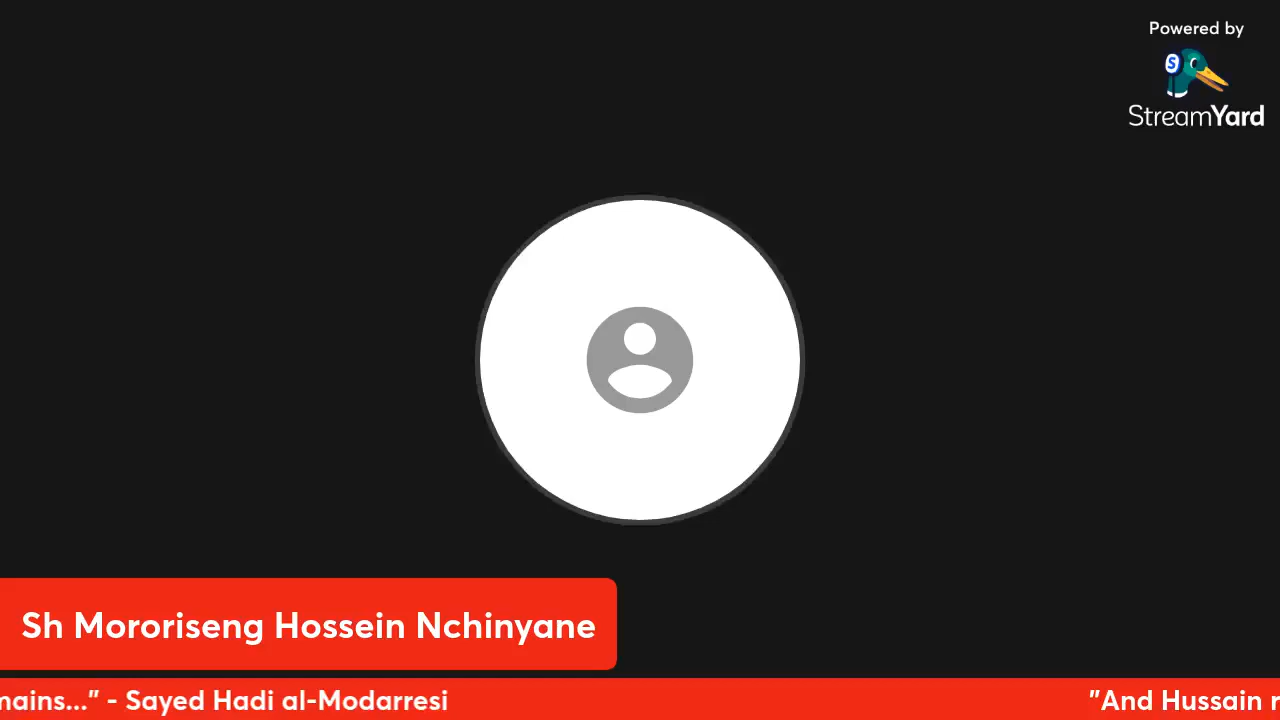 Powered by
S
StreamYard
Sh Mororiseng Hossein Nchinyane
mains..." - Sayed Hadi al-Modarresi
"And Hussain r